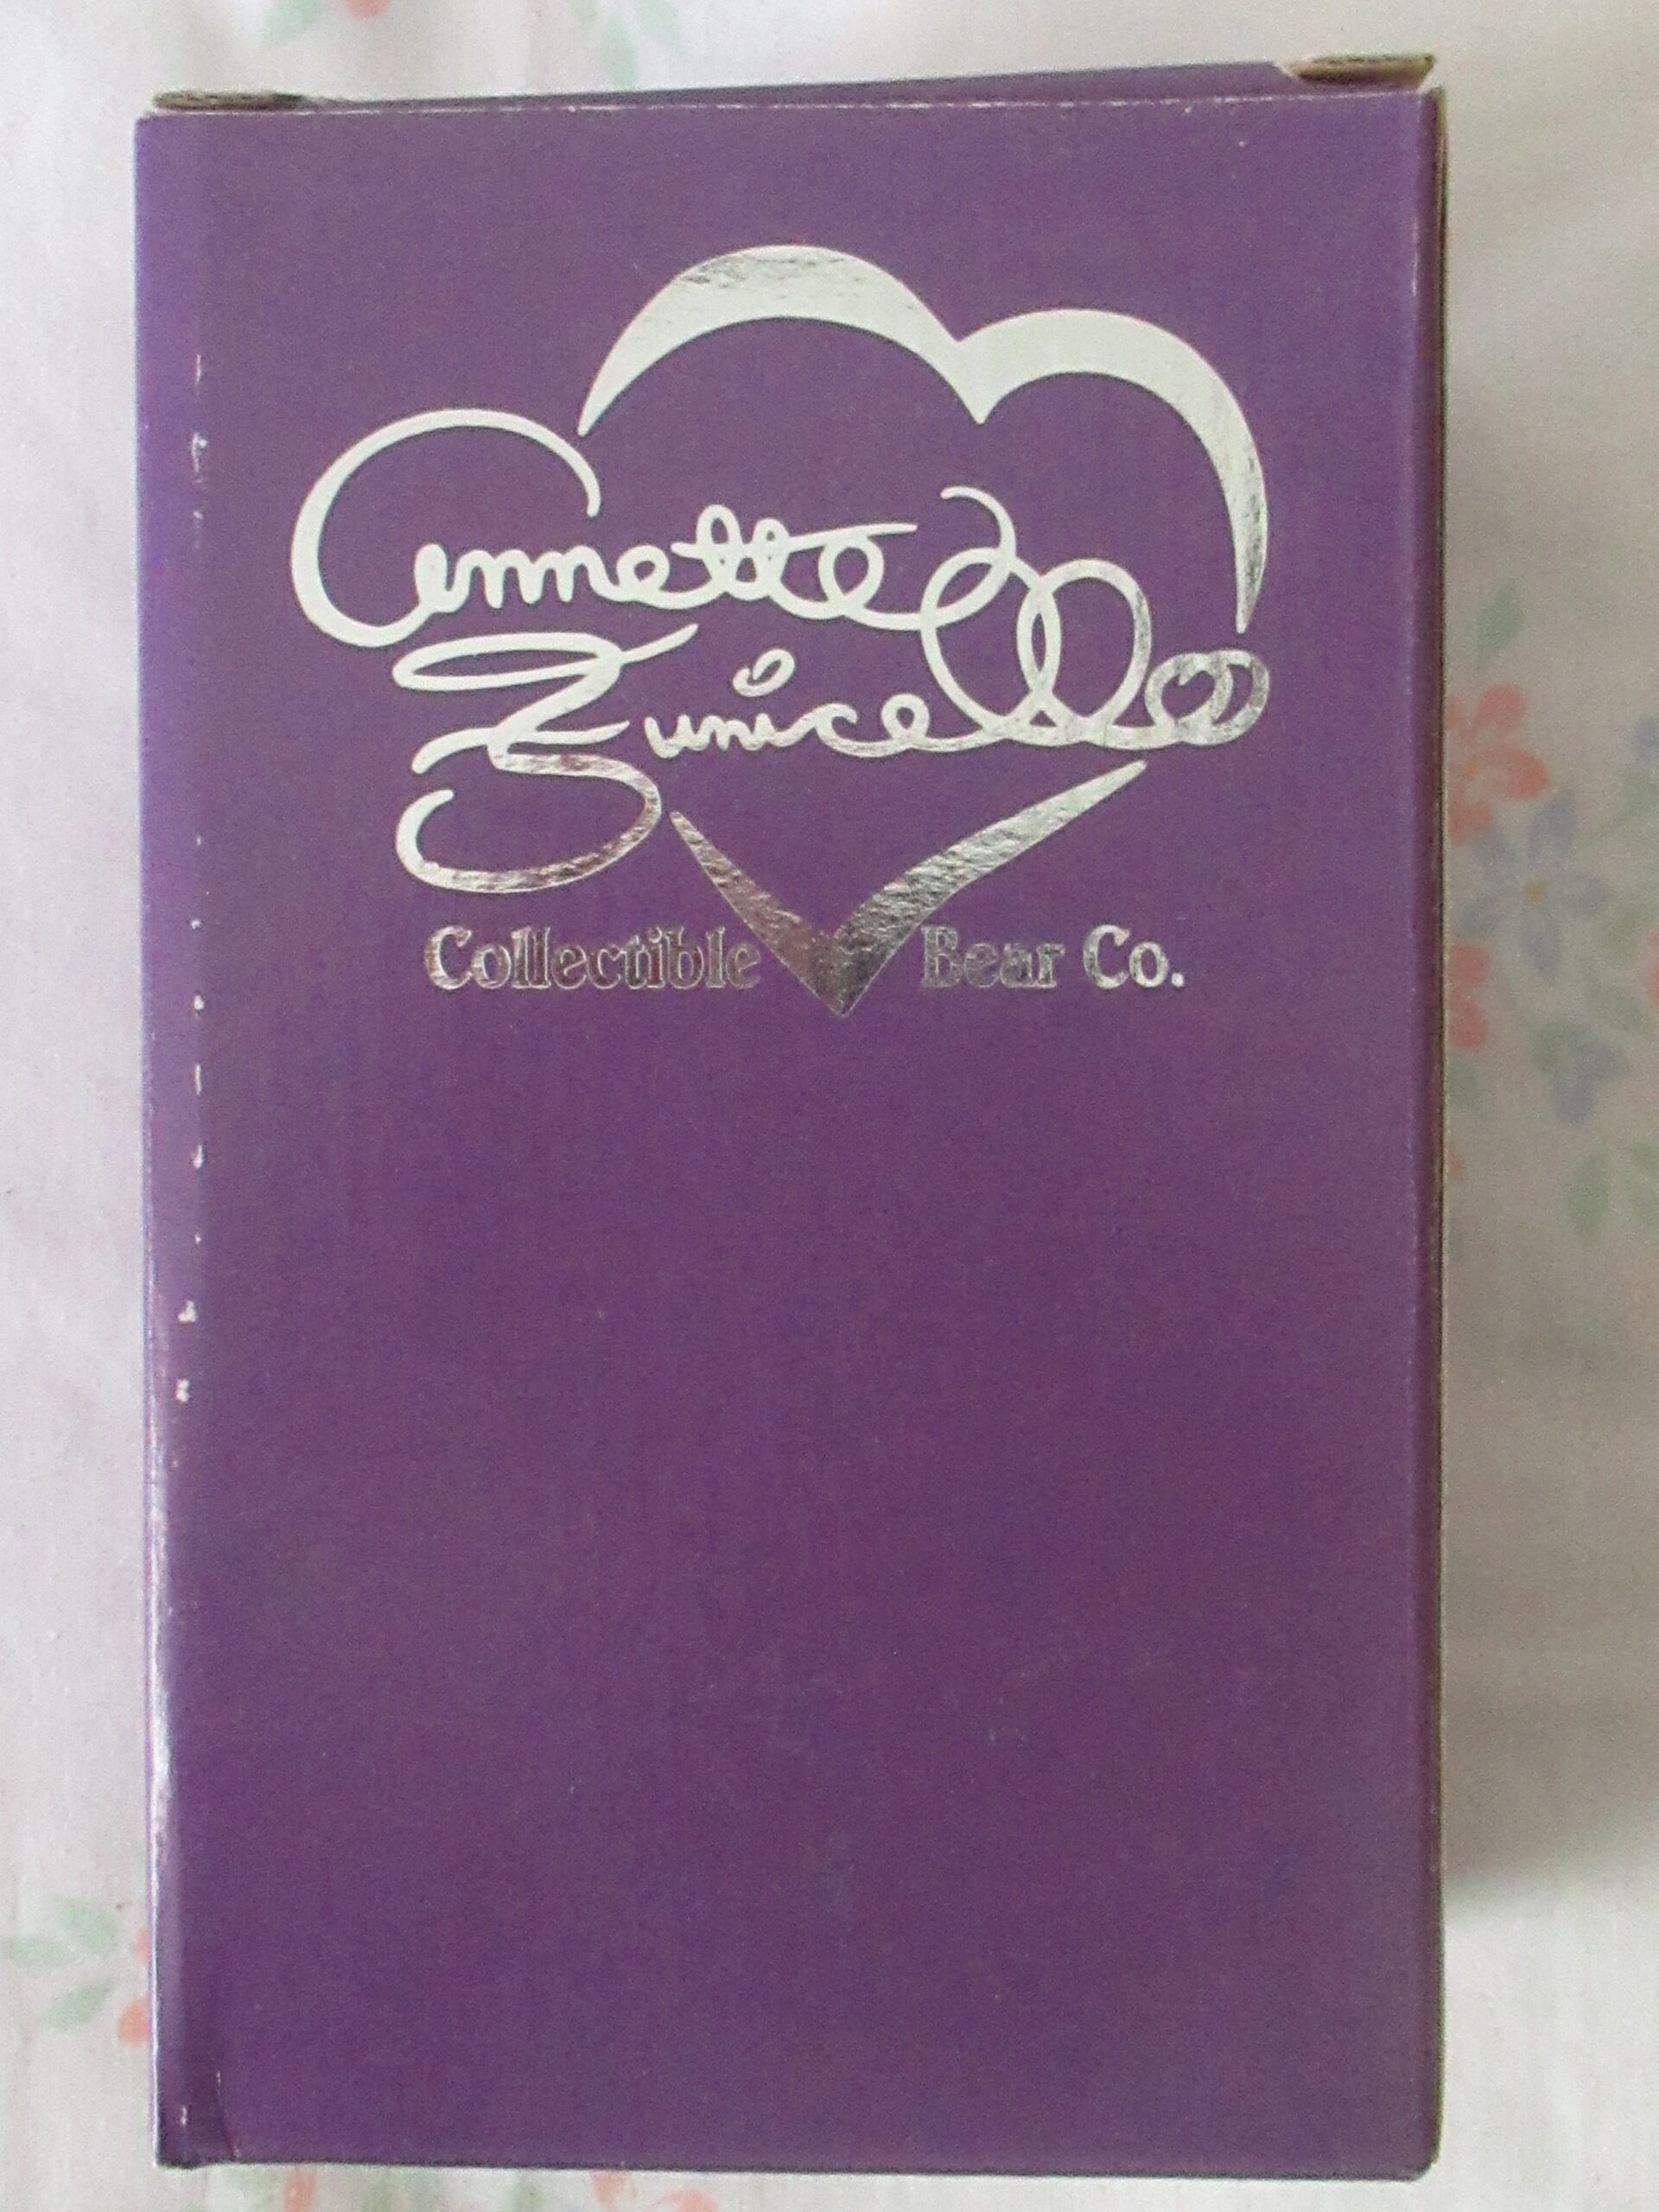 Annette
Funicello
Collectible Bear Co.